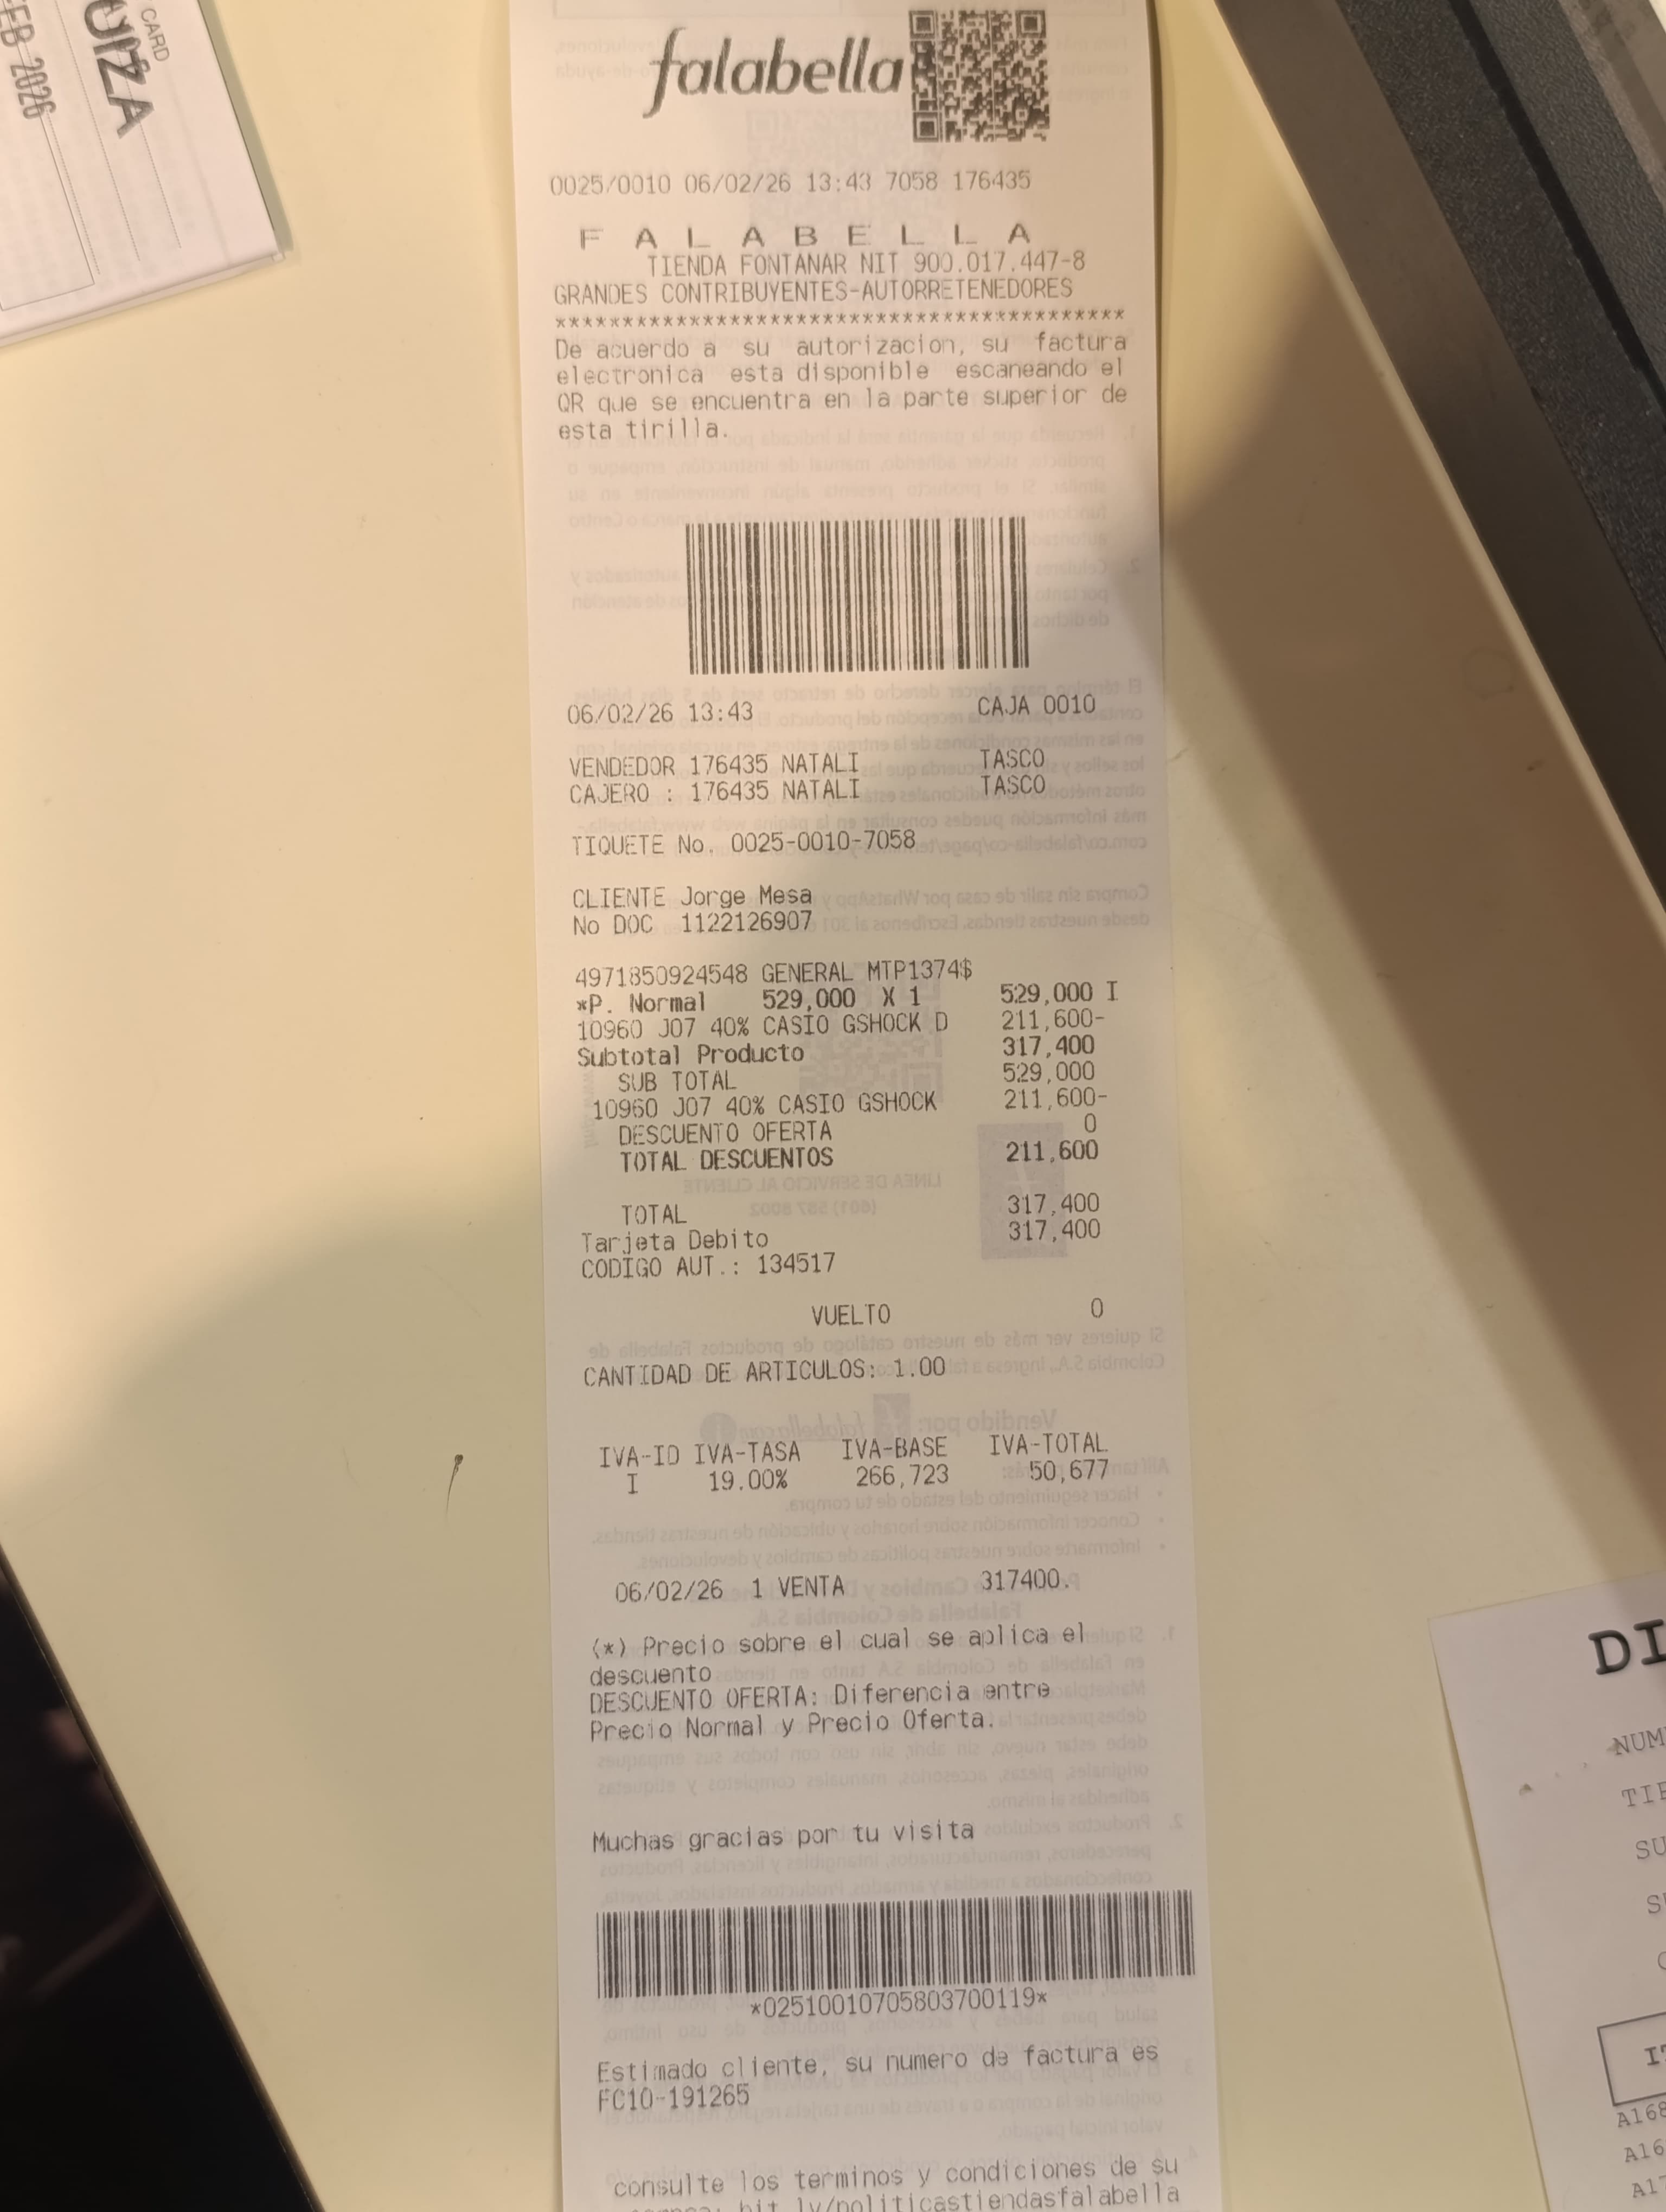 CARD
FEB 2026
falabella
0025/0010 06/02/26 13:43 7058 176435
F A L A B E L L A
TIENDA FONTANAR NIT 900.017.447-8
GRANDES CONTRIBUYENTES-AUTORRETENEDORES
******************************************
De acuerdo a su autorizacion, su factura
electronica esta disponible escaneando el
QR que se encuentra en la parte superior de
esta tirilla.
06/02/26 13:43 CAJA 0010
VENDEDOR 176435 NATALI TASCO
CAJERO : 176435 NATALI TASCO
TIQUETE No. 0025-0010-7058
CLIENTE Jorge Mesa
No DOC 1122126907
4971850924548 GENERAL MTP1374$
*P. Normal 529,000 X 1 529,000 I
10960 J07 40% CASIO GSHOCK D 211,600-
Subtotal Producto 317,400
SUB TOTAL 529,000
10960 J07 40% CASIO GSHOCK 211,600-
DESCUENTO OFERTA 0
TOTAL DESCUENTOS 211,600
TOTAL 317,400
Tarjeta Debito 317,400
CODIGO AUT.: 134517
VUELTO 0
CANTIDAD DE ARTICULOS: 1.00
IVA-ID IVA-TASA IVA-BASE IVA-TOTAL
I 19.00% 266,723 50,677
06/02/26 1 VENTA 317400.
(*) Precio sobre el cual se aplica el
descuento
DESCUENTO OFERTA: Diferencia entre
Precio Normal y Precio Oferta.
Muchas gracias por tu visita
*02510010705803700119*
Estimado cliente, su numero de factura es
FC10-191265
consulte los terminos y condiciones de su
bit.ly/politicastiendasfalabella